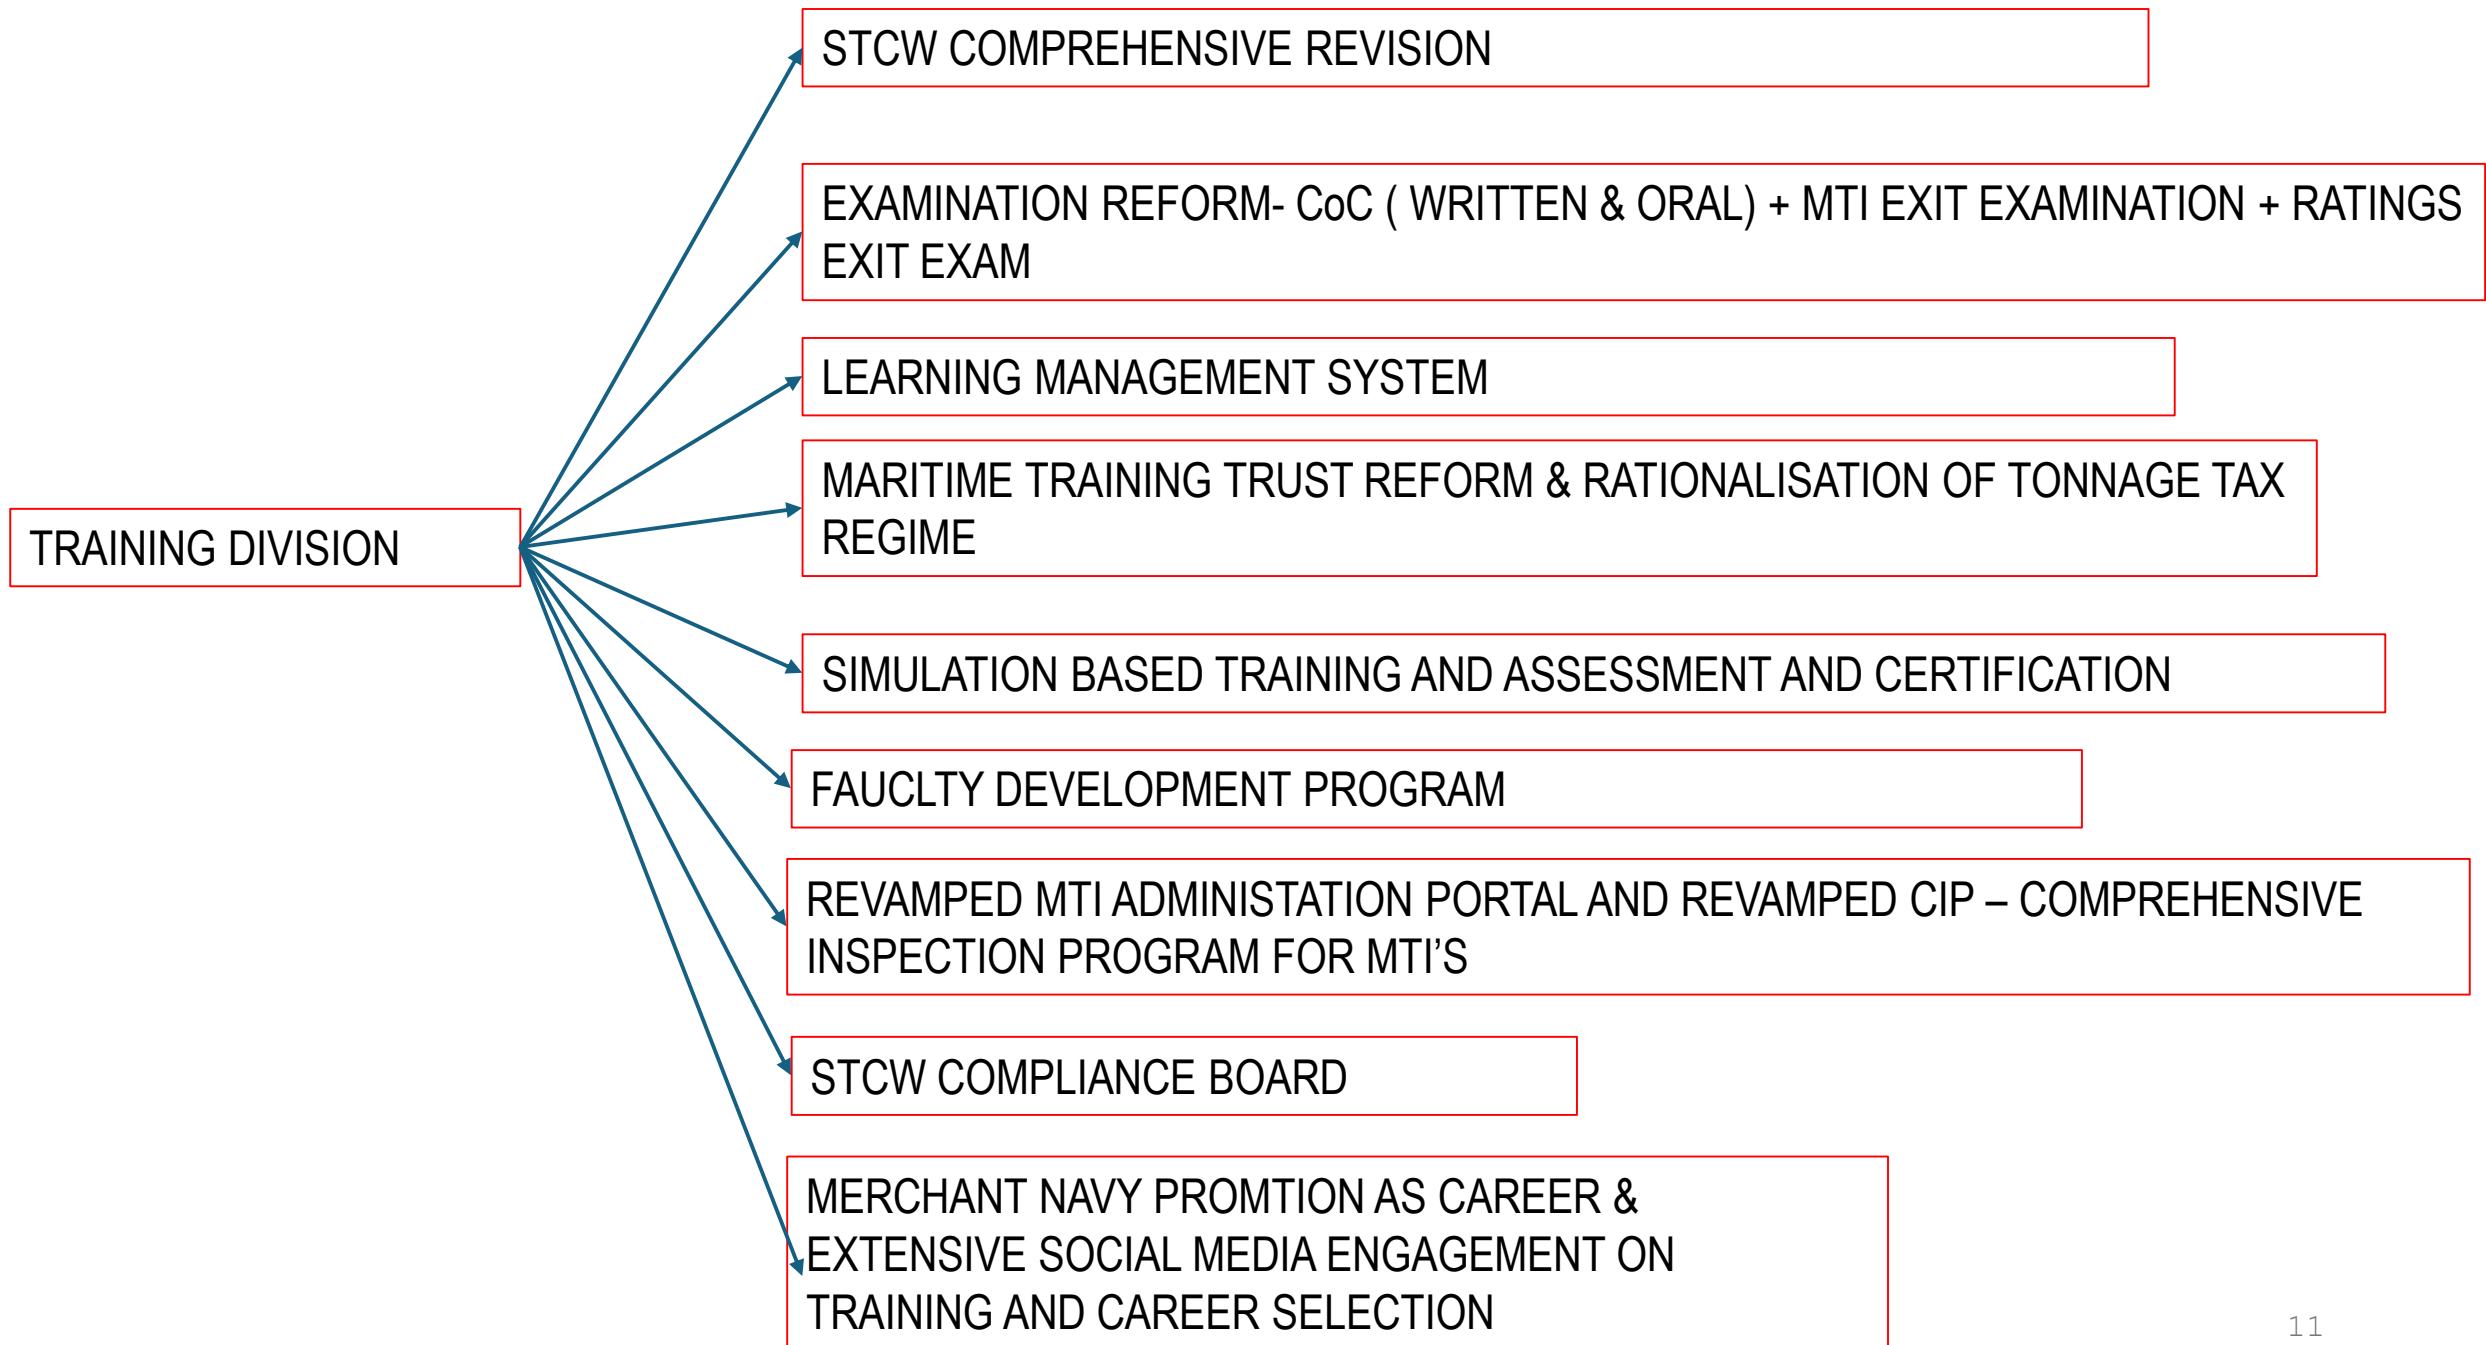 STCW COMPREHENSIVE REVISION
EXAMINATION REFORM- CoC ( WRITTEN & ORAL) + MTI EXIT EXAMINATION + RATINGS
EXIT EXAM
LEARNING MANAGEMENT SYSTEM
MARITIME TRAINING TRUST REFORM & RATIONALISATION OF TONNAGE TAX
REGIME
TRAINING DIVISION
SIMULATION BASED TRAINING AND ASSESSMENT AND CERTIFICATION
FAUCLTY DEVELOPMENT PROGRAM
REVAMPED MTI ADMINISTATION PORTAL AND REVAMPED CIP – COMPREHENSIVE
INSPECTION PROGRAM FOR MTI’S
STCW COMPLIANCE BOARD
MERCHANT NAVY PROMTION AS CAREER &
EXTENSIVE SOCIAL MEDIA ENGAGEMENT ON
TRAINING AND CAREER SELECTION
11